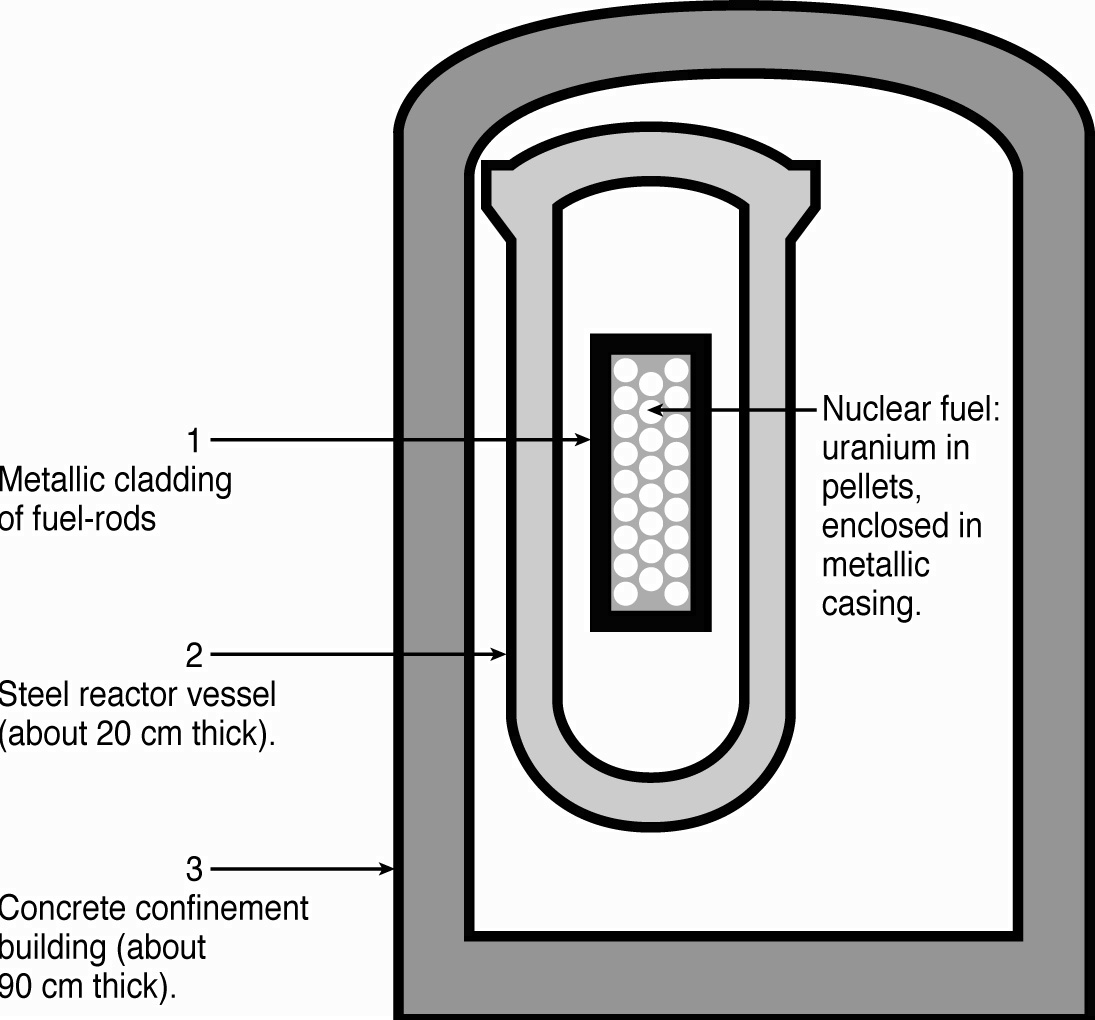 1
Metallic cladding
of fuel-rods
2
Steel reactor vessel
(about 20 cm thick).
3
Concrete confinement
building (about
90 cm thick).
Nuclear fuel:
uranium in
pellets,
enclosed in
metallic
casing.